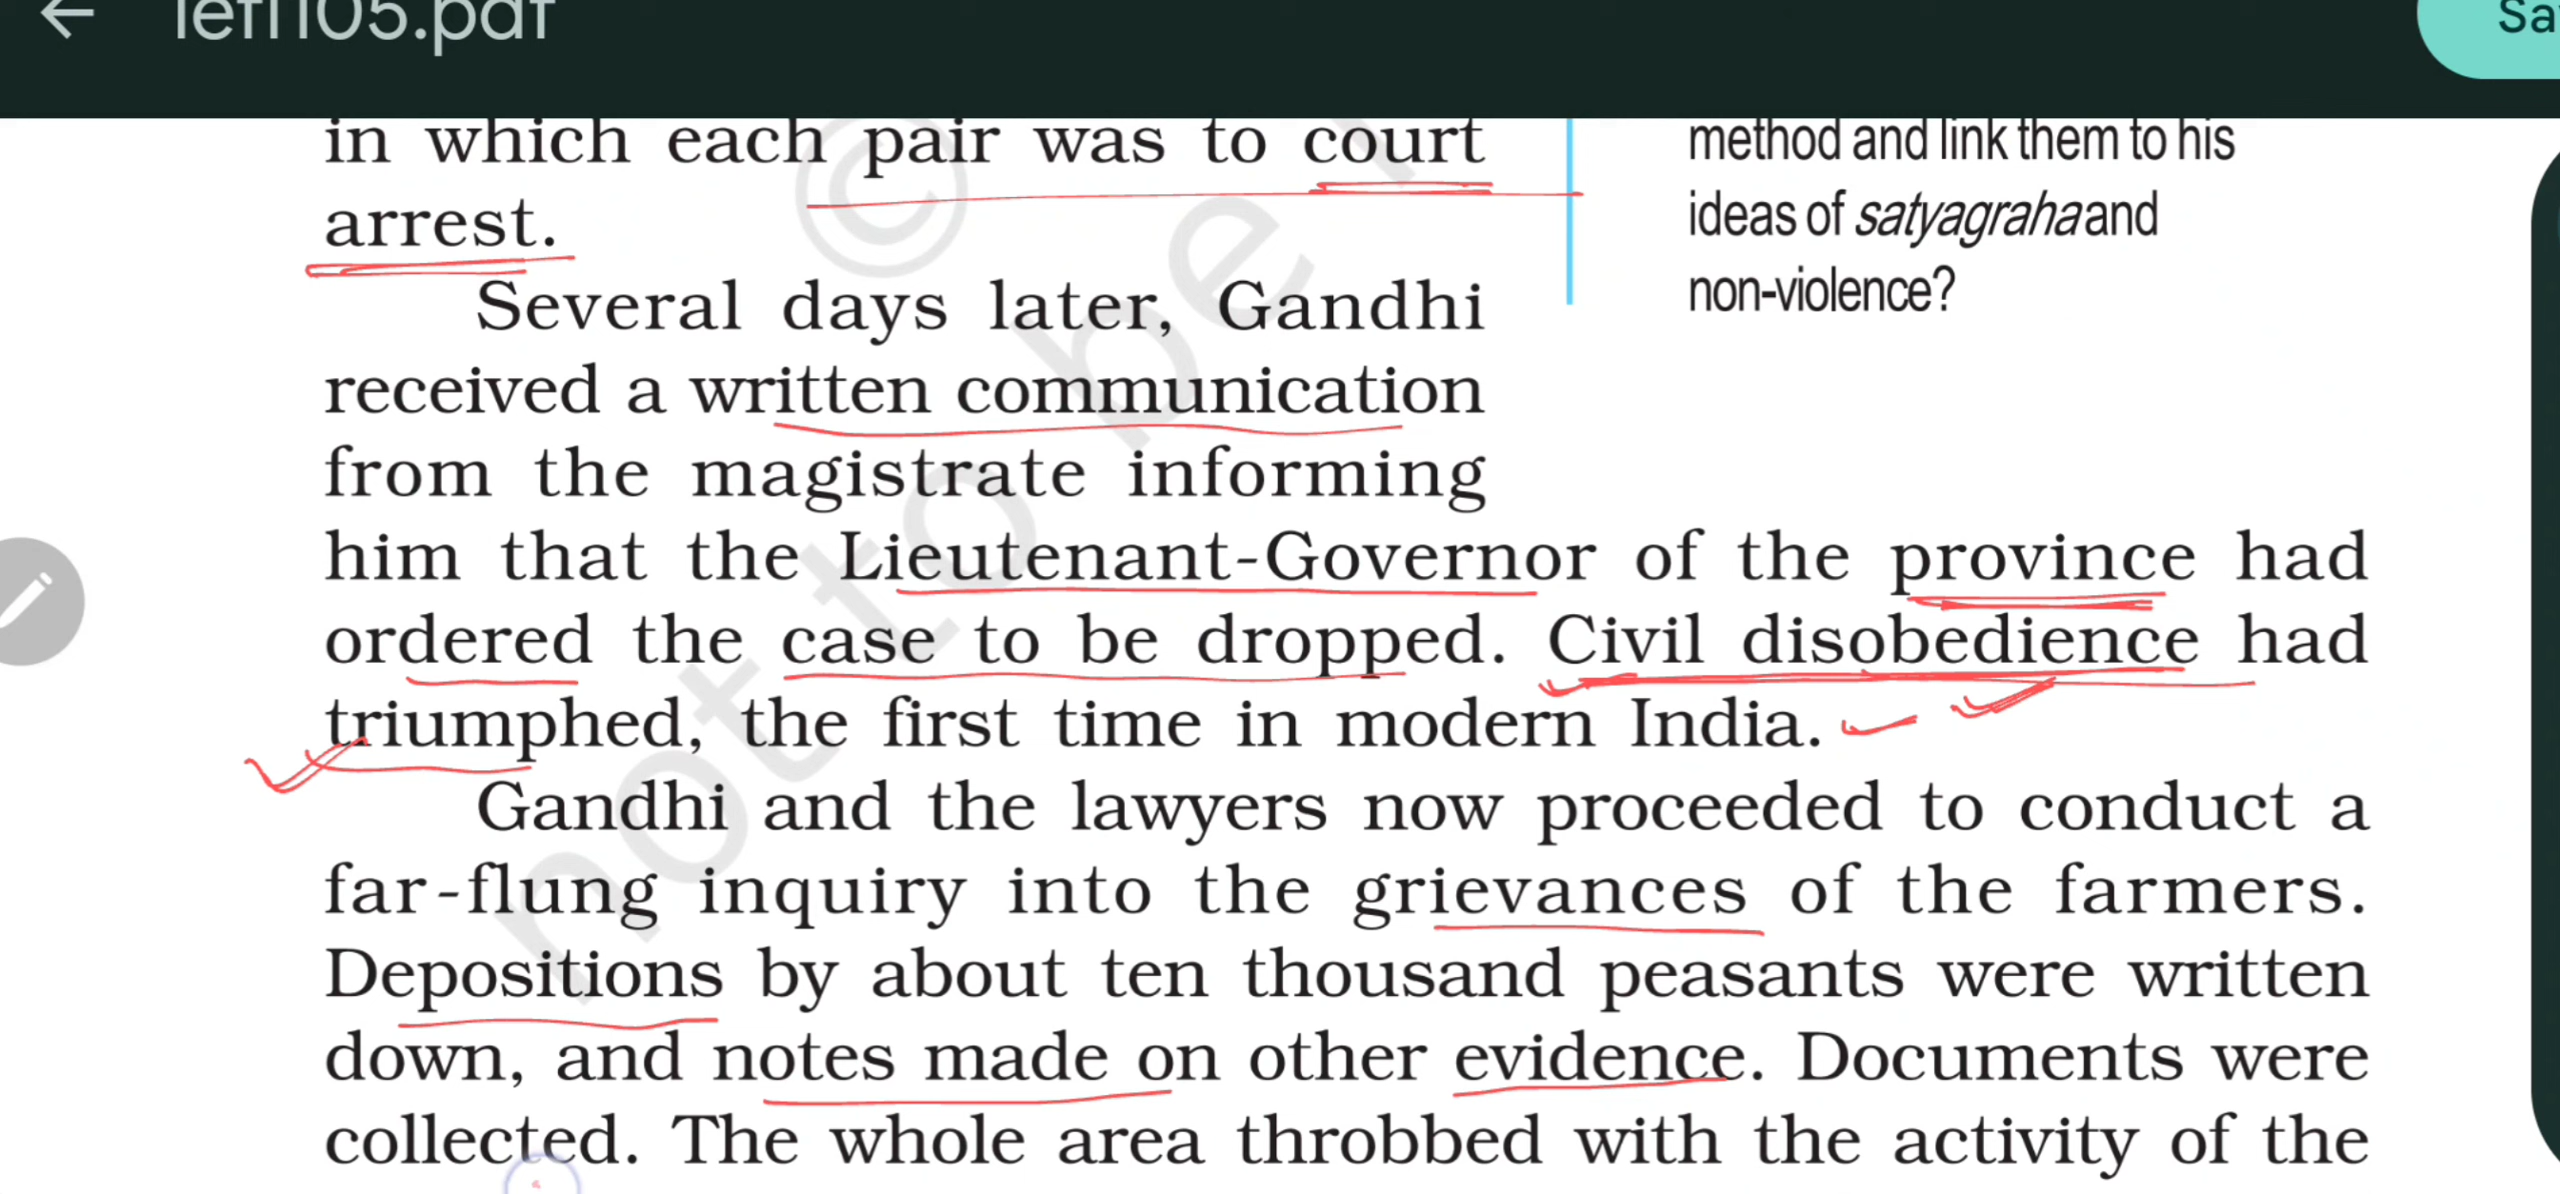 in which each pair was to court
arrest.
Several days later, Gandhi
received a written communication
from the magistrate informing
him that the Lieutenant-Governor of the province had
ordered the case to be dropped. Civil disobedience had
triumphed, the first time in modern India.
Gandhi and the lawyers now proceeded to conduct a
far-flung inquiry into the grievances of the farmers.
Depositions by about ten thousand peasants were written
down, and notes made on other evidence. Documents were
collected. The whole area throbbed with the activity of the
method and link them to his
ideas of satyagraha and
non-violence?
©
not to be